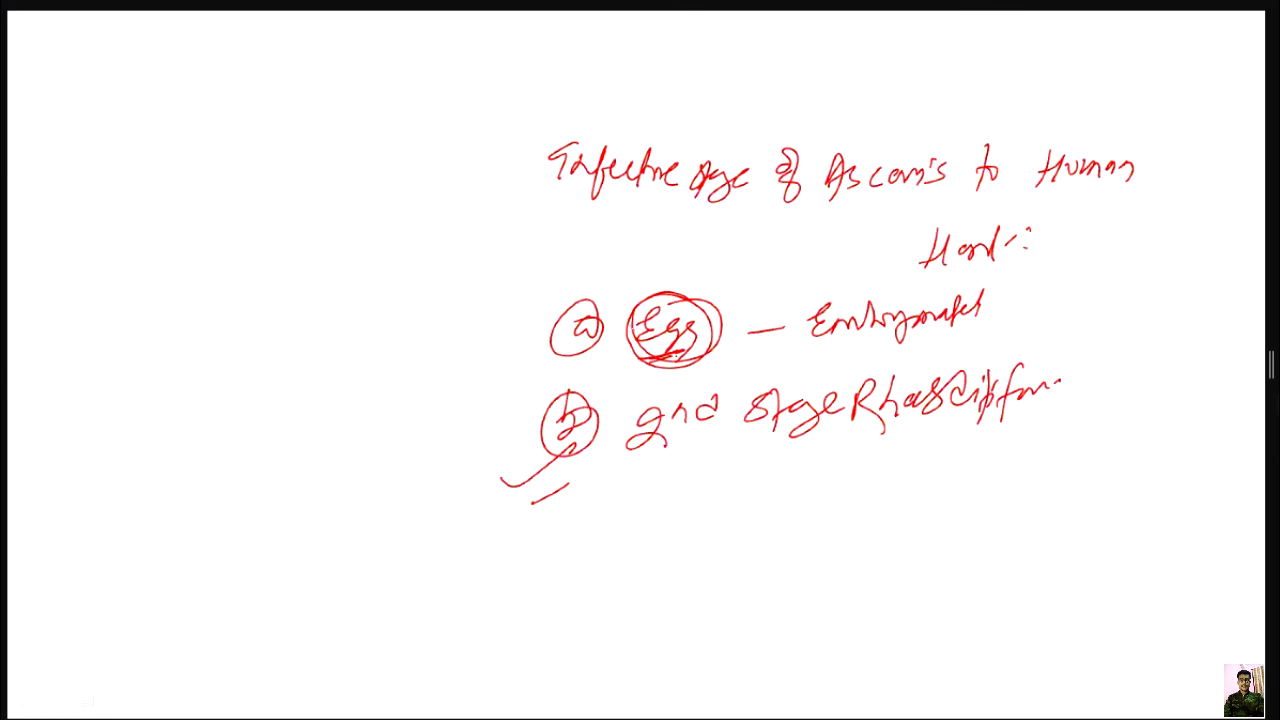 Infective stage of Ascaris to Human
Host :
a Egg — Embryonated
b 2nd stage Rhabditiform